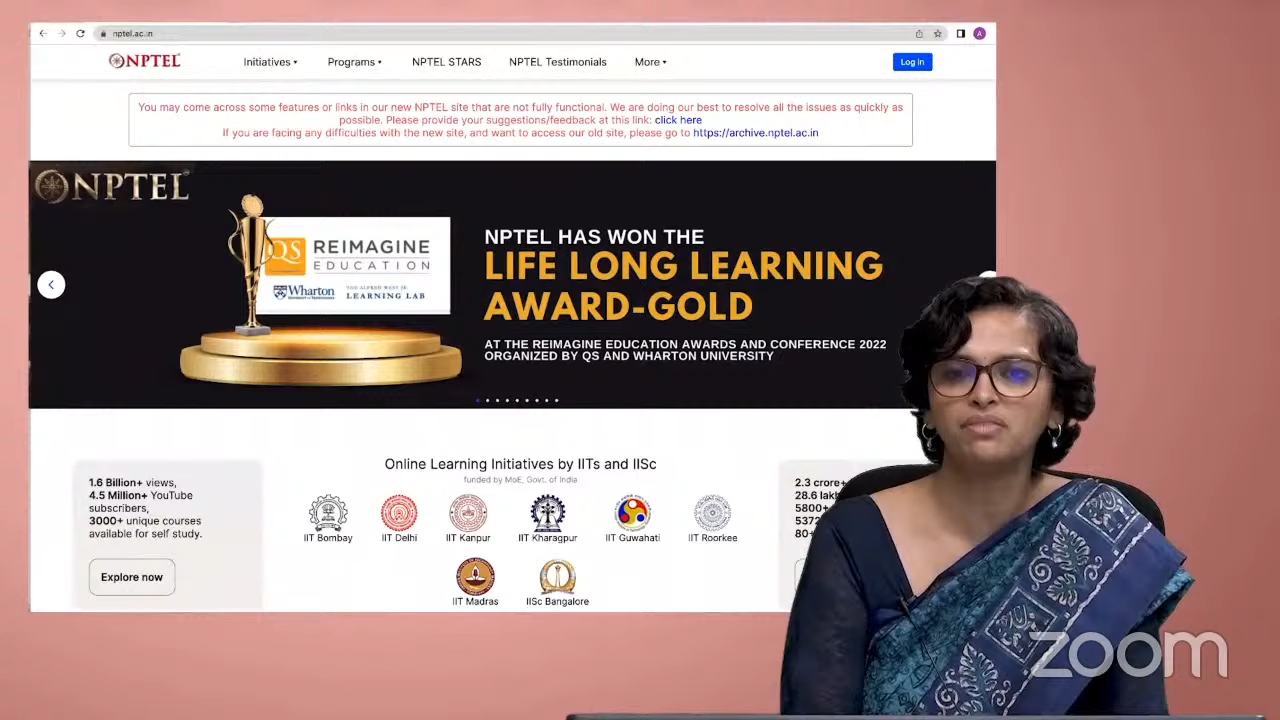 nptel.ac.in
A
NPTEL
Initiatives
Programs
NPTEL STARS
NPTEL Testimonials
More
Log in
You may come across some features or links in our new NPTEL site that are not fully functional. We are doing our best to resolve all the issues as quickly as
possible. Please provide your suggestions/feedback at this link: click here
If you are facing any difficulties with the new site, and want to access our old site, please go to https://archive.nptel.ac.in
NPTEL
QS
REIMAGINE
EDUCATION
Wharton
THE ALFRED WEST JR.
LEARNING LAB
NPTEL HAS WON THE
LIFE LONG LEARNING
AWARD-GOLD
AT THE REIMAGINE EDUCATION AWARDS AND CONFERENCE 2022
ORGANIZED BY QS AND WHARTON UNIVERSITY
1.6 Billion+ views,
4.5 Million+ YouTube
subscribers,
3000+ unique courses
available for self study.
Explore now
Online Learning Initiatives by IITs and IISc
funded by MoE, Govt. of India
IIT Bombay
IIT Delhi
IIT Kanpur
IIT Kharagpur
IIT Guwahati
IIT Roorkee
IIT Madras
IISc Bangalore
2.3 crore+
28.6 lakh
5800+
537
80+
zoom